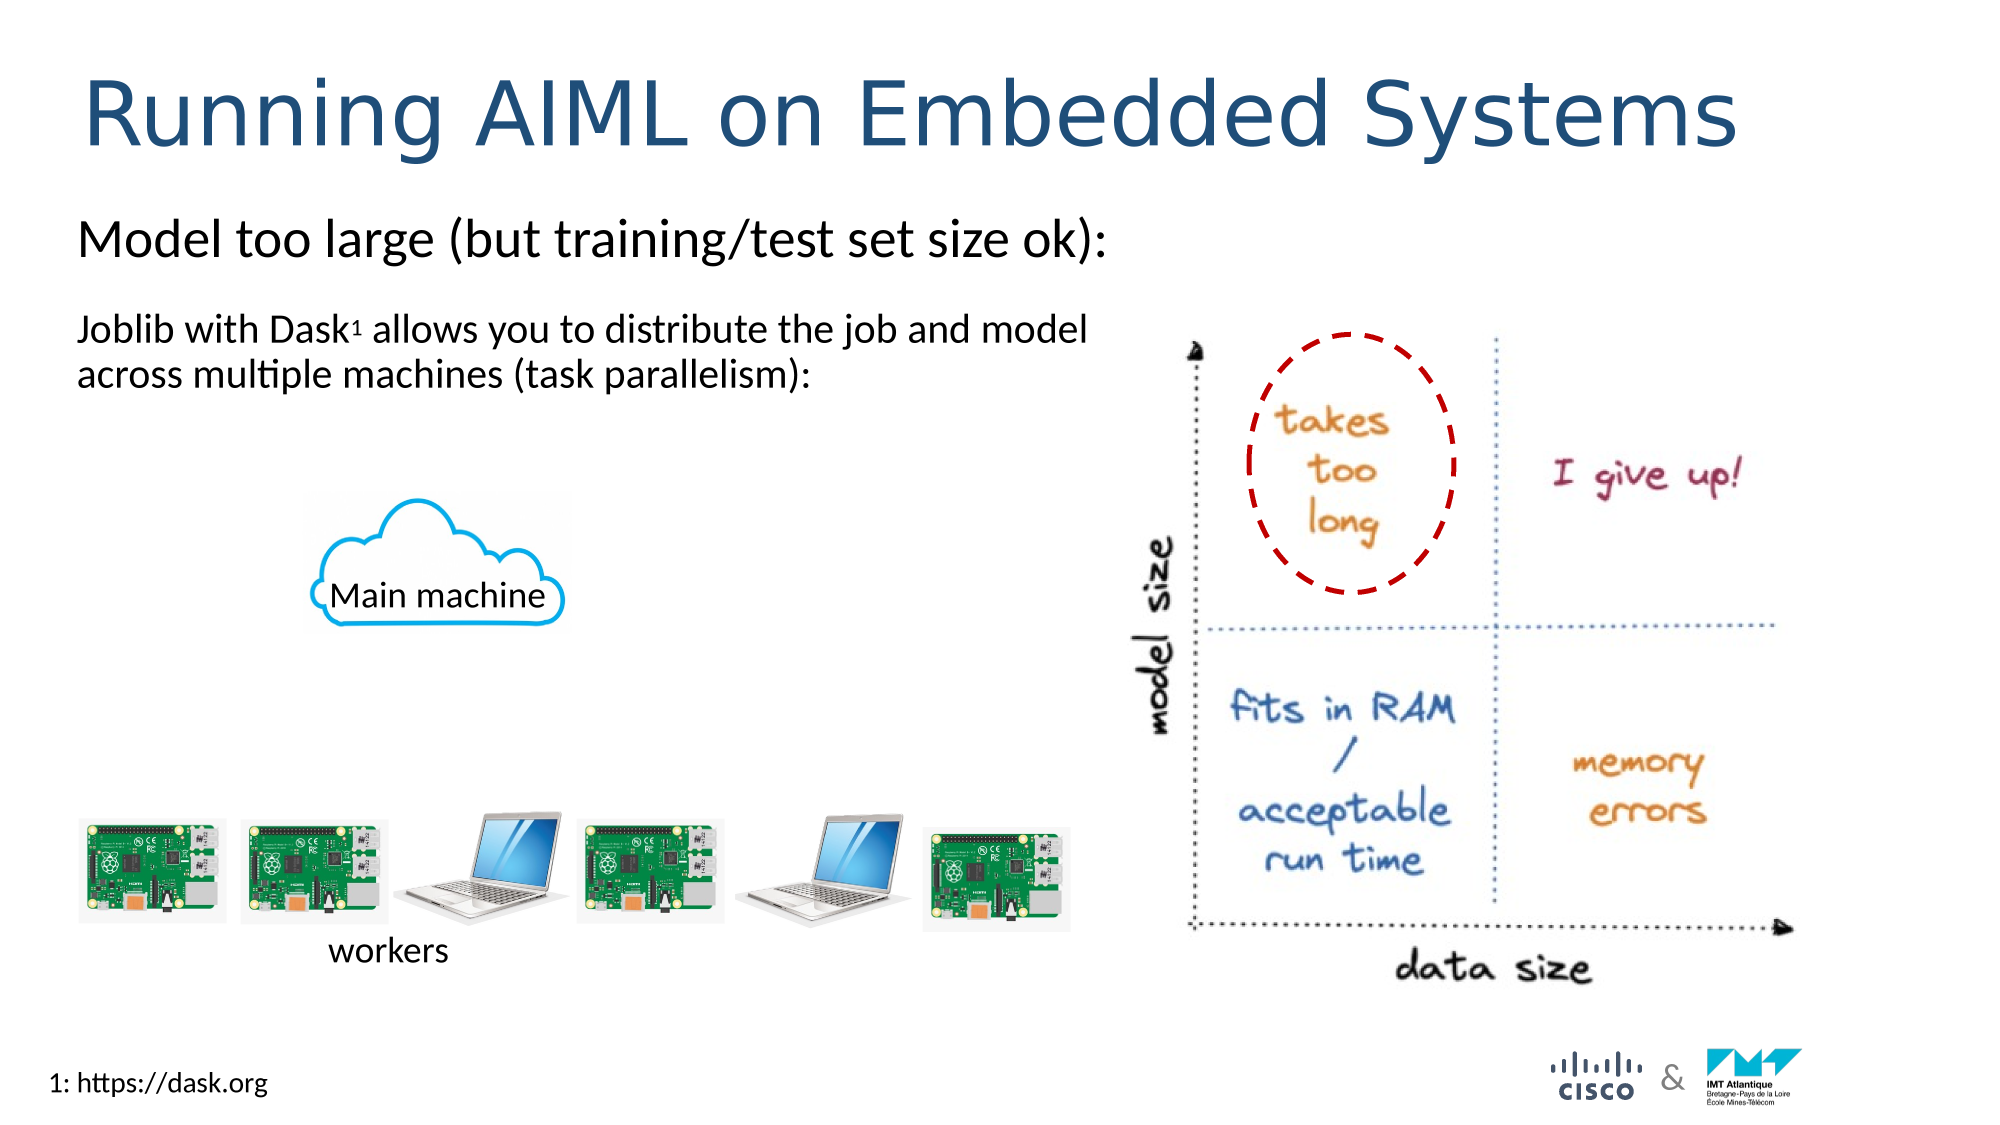 Running AIML on Embedded Systems
Model too large (but training/test set size ok):
Joblib with Dask1 allows you to distribute the job and model
across multiple machines (task parallelism):
Main machine
workers
model size
takes
too
long
I give up!
fits in RAM
/
acceptable
run time
memory
errors
data size
1: https://dask.org
CISCO
&
IMT Atlantique
Bretagne-Pays de la Loire
École Mines-Télécom